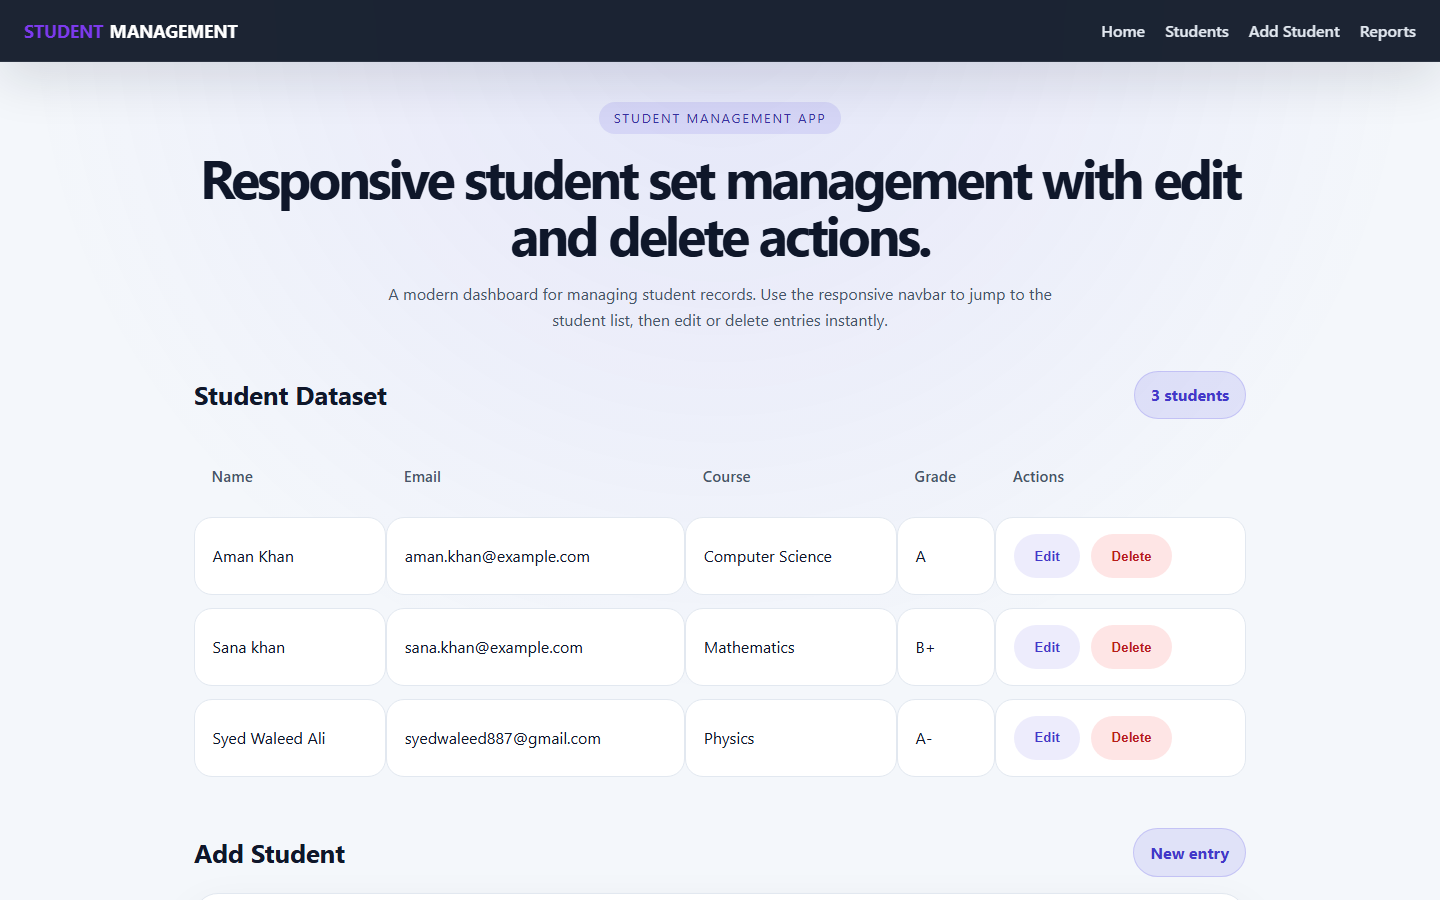 STUDENT MANAGEMENT
Home Students Add Student Reports
STUDENT MANAGEMENT APP
Responsive student set management with edit
and delete actions.
A modern dashboard for managing student records. Use the responsive navbar to jump to the
student list, then edit or delete entries instantly.
Student Dataset
3 students
Name Email Course Grade Actions
Aman Khan aman.khan@example.com Computer Science A Edit Delete
Sana khan sana.khan@example.com Mathematics B+ Edit Delete
Syed Waleed Ali syedwaleed887@gmail.com Physics A- Edit Delete
Add Student
New entry